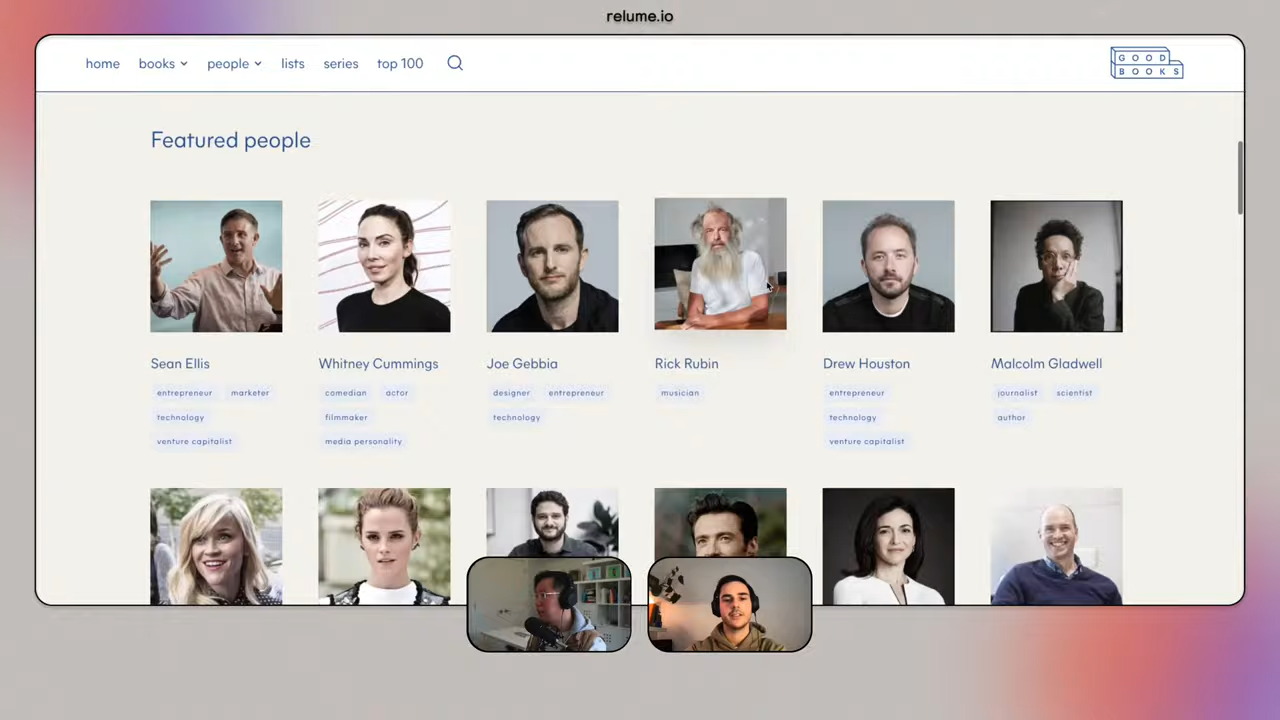 relume.io
home books people lists series top 100
GOOD
BOOKS
Featured people
Sean Ellis
entrepreneur marketer
technology
venture capitalist
Whitney Cummings
comedian actor
filmmaker
media personality
Joe Gebbia
designer entrepreneur
technology
Rick Rubin
musician
Drew Houston
entrepreneur
technology
venture capitalist
Malcolm Gladwell
journalist scientist
author